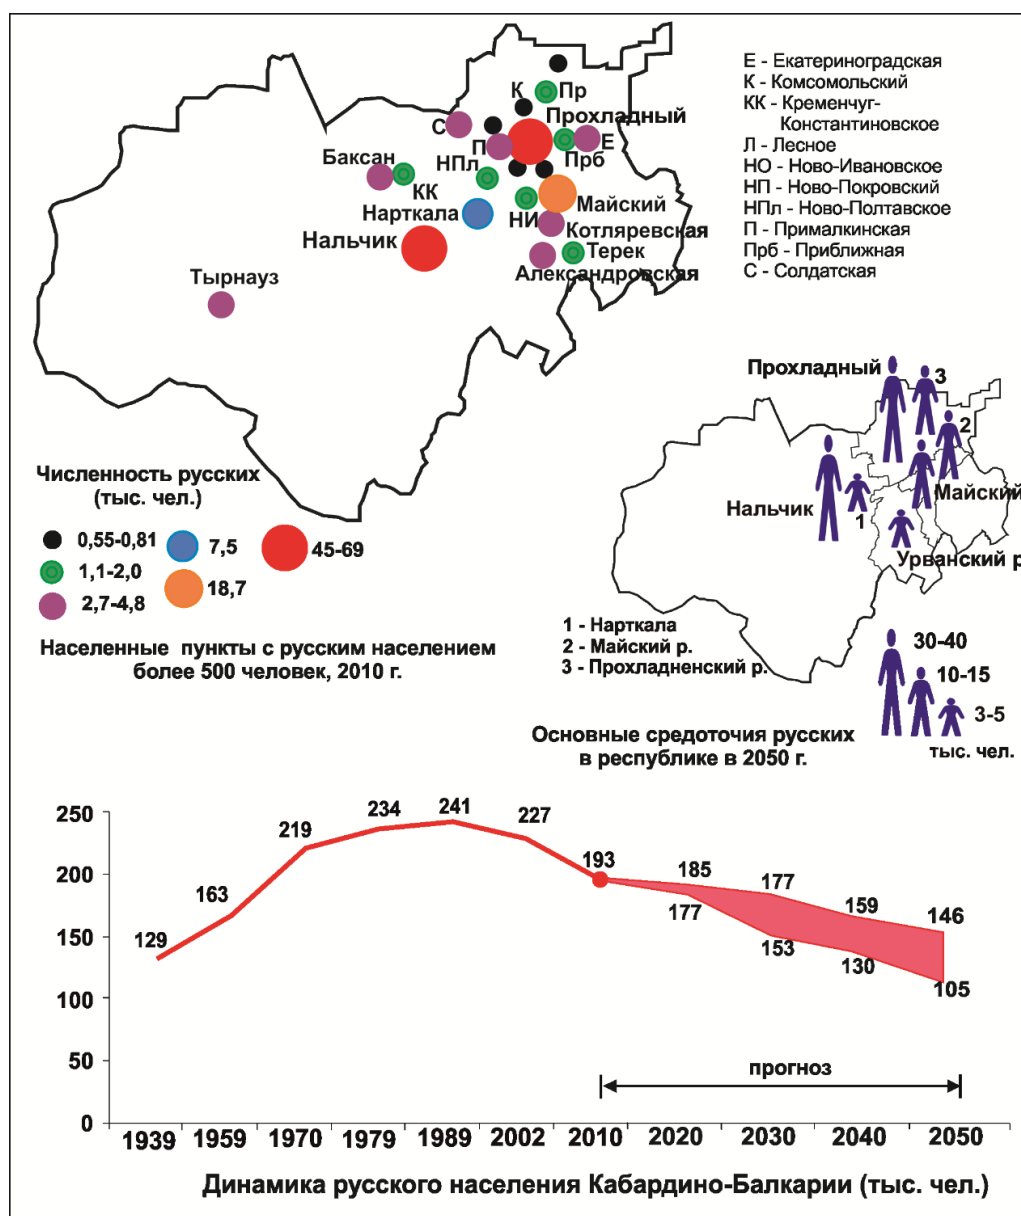 Е - Екатериноградская
К - Комсомольский
КК - Кременчуг-
Константиновское
Л - Лесное
НО - Ново-Ивановское
НП - Ново-Покровский
НПл - Ново-Полтавское
П - Прималкинская
Прб - Приближная
С - Солдатская
К
Пр
С
Прохладный
П
Е
Баксан
НПл
Прб
КК
Нарткала
НИ
Майский
Нальчик
Котляревская
Терек
Александровская
Тырнауз
Численность русских
(тыс. чел.)
0,55-0,81
7,5
45-69
1,1-2,0
18,7
2,7-4,8
Населенные пункты с русским населением
более 500 человек, 2010 г.
Прохладный
3
2
Майский
Нальчик
1
Урванский р
1 - Нарткала
2 - Майский р.
3 - Прохладненский р.
30-40
10-15
3-5
тыс. чел.
Основные средоточия русских
в республике в 2050 г.
250
200
150
100
50
0
129
163
219
234
241
227
193
185
177
159
146
177
153
130
105
прогноз
1939 1959 1970 1979 1989 2002 2010 2020 2030 2040 2050
Динамика русского населения Кабардино-Балкарии (тыс. чел.)